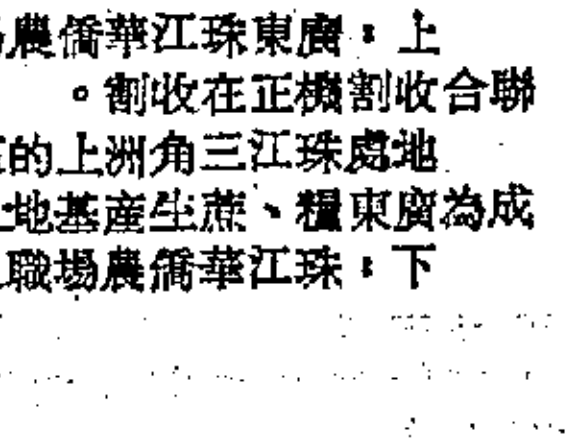 上：廣東珠江華僑農
聯合收割機正在收割。
地處珠江三角洲上的
成為廣東糧、蔗生産基地
下：珠江華僑農場職